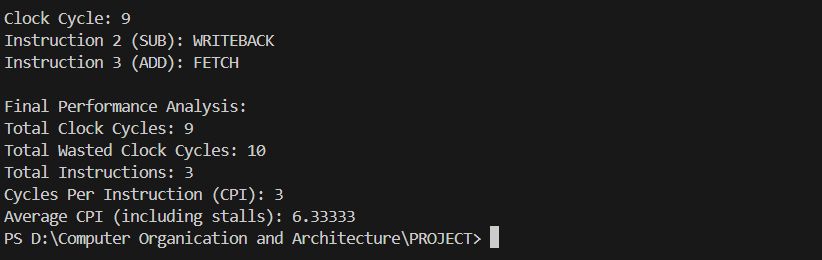 Clock Cycle: 9
Instruction 2 (SUB): WRITEBACK
Instruction 3 (ADD): FETCH
Final Performance Analysis:
Total Clock Cycles: 9
Total Wasted Clock Cycles: 10
Total Instructions: 3
Cycles Per Instruction (CPI): 3
Average CPI (including stalls): 6.33333
PS D:\Computer Organication and Architecture\PROJECT>